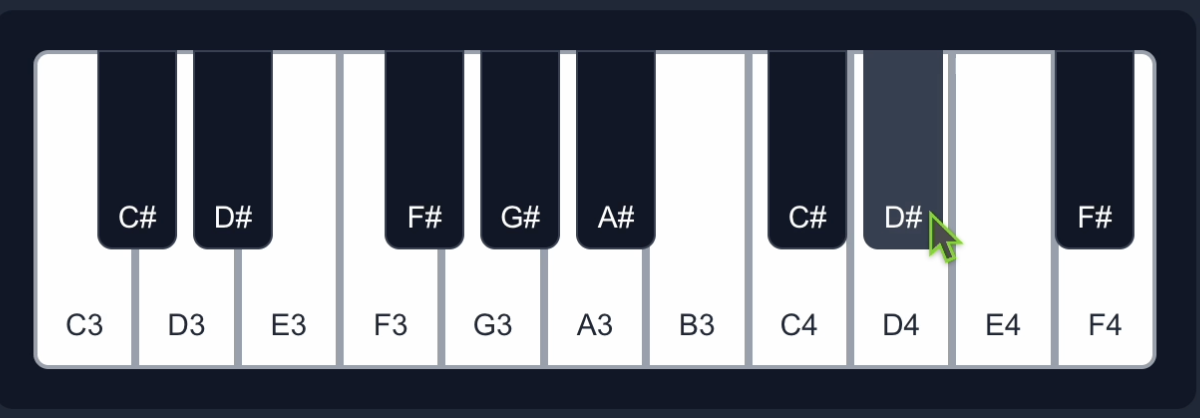 C# D# F# G# A# C# D# F#
C3 D3 E3 F3 G3 A3 B3 C4 D4 E4 F4